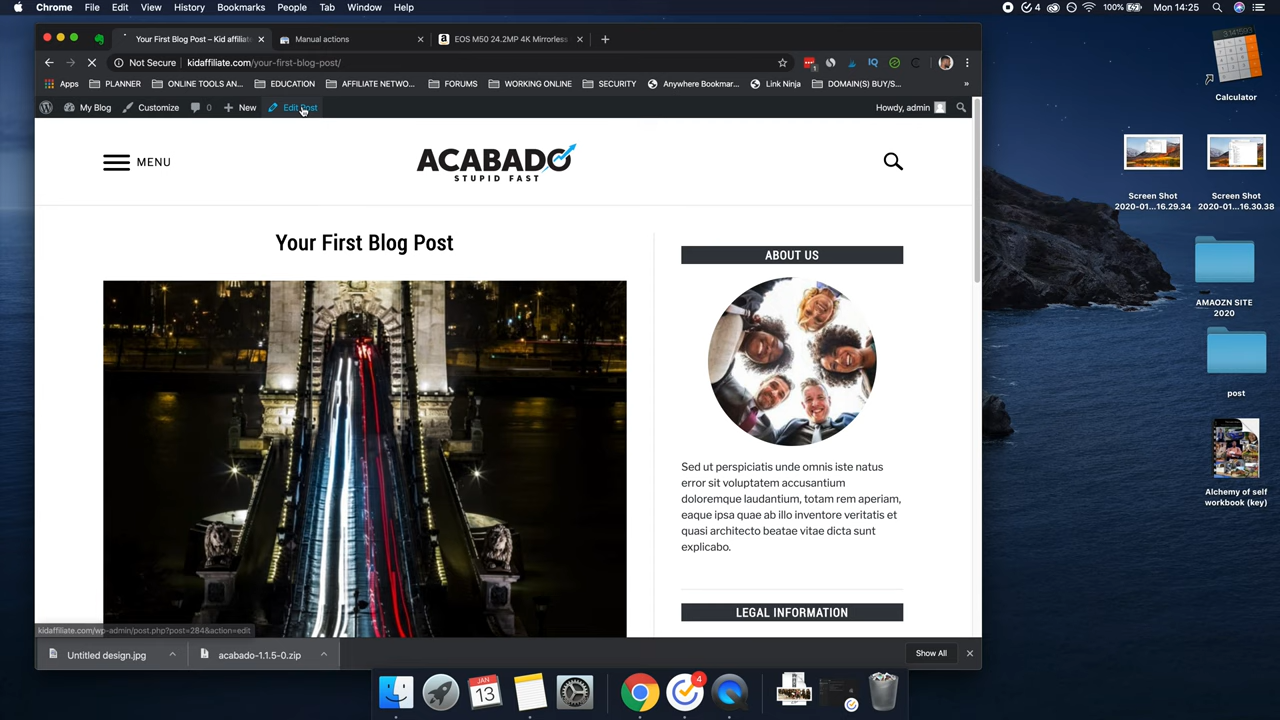 Chrome File Edit View History Bookmarks People Tab Window Help
4 100% Mon 14:25
Your First Blog Post – Kid affiliate
Manual actions
EOS M50 24.2MP 4K Mirrorless
Not Secure kidaffiliate.com/your-first-blog-post/
1
Apps PLANNER ONLINE TOOLS AN... EDUCATION AFFILIATE NETWO... FORUMS WORKING ONLINE SECURITY Anywhere Bookmar... Link Ninja DOMAIN(S) BUY/S... »
My Blog Customize 0 New Edit Post Howdy, admin
MENU
ACABADO
STUPID FAST
Your First Blog Post
ABOUT US
Sed ut perspiciatis unde omnis iste natus
error sit voluptatem accusantium
doloremque laudantium, totam rem aperiam,
eaque ipsa quae ab illo inventore veritatis et
quasi architecto beatae vitae dicta sunt
explicabo.
LEGAL INFORMATION
kidaffiliate.com/wp-admin/post.php?post=284&action=edit
Untitled design.jpg
acabado-1.1.5-0.zip
Show All
Calculator
Screen Shot
2020-01...16.29.34
Screen Shot
2020-01...16.30.38
AMAOZN SITE
2020
post
Alchemy of self
workbook (key)
JAN
13
4